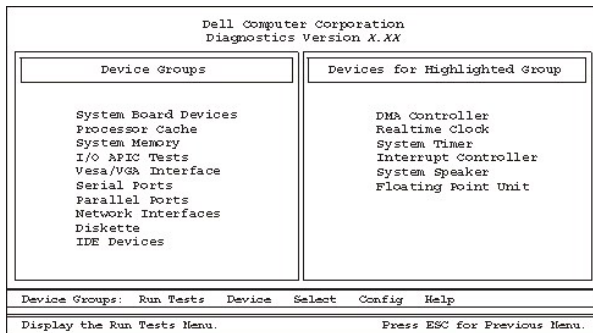 Dell Computer Corporation
Diagnostics Version X.XX
Device Groups
System Board Devices
Processor Cache
System Memory
I/O APIC Tests
Vesa/VGA Interface
Serial Ports
Parallel Ports
Network Interfaces
Diskette
IDE Devices
Devices for Highlighted Group
DMA Controller
Realtime Clock
System Timer
Interrupt Controller
System Speaker
Floating Point Unit
Device Groups: Run Tests Device Select Config Help
Display the Run Tests Menu. Press ESC for Previous Menu.